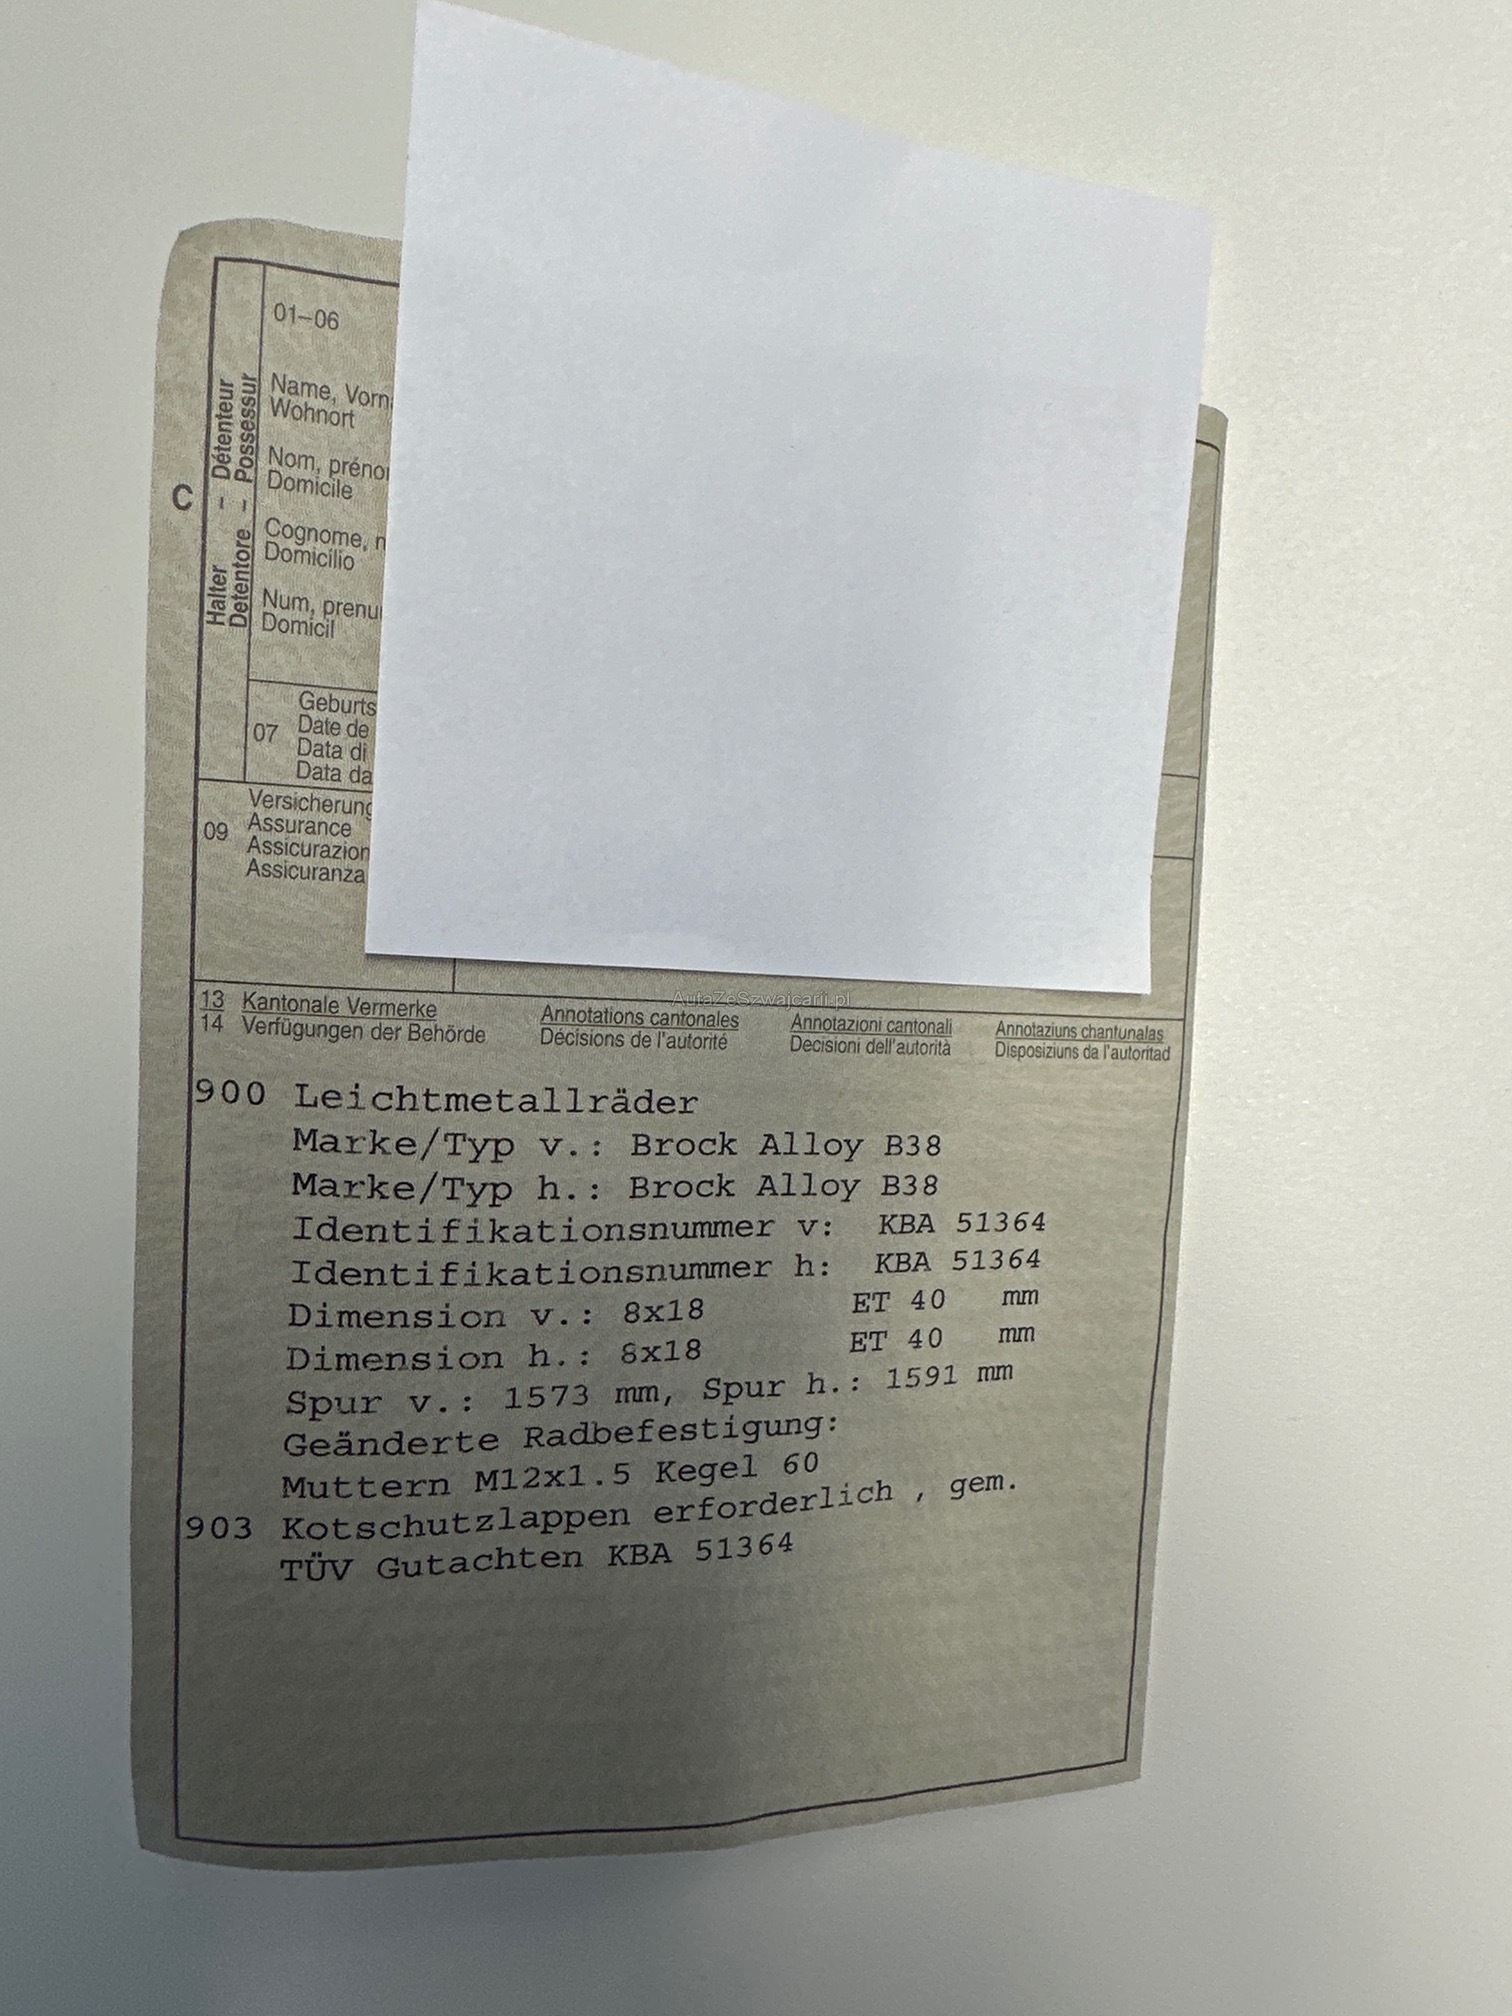 01–06
Name, Vorn
Wohnort
Nom, préno
Domicile
Cognome, n
Domicilio
Num, prenu
Domicil
C
Halter – Détenteur
Detentore – Possessur
07
Geburts
Date de
Data di
Data da
09
Versicherung
Assurance
Assicurazion
Assicuranza
AutaZeSzwajcarii.pl
13 Kantonale Vermerke Annotations cantonales Annotazioni cantonali Annotaziuns chantunalas
14 Verfügungen der Behörde Décisions de l'autorité Decisioni dell'autorità Disposiziuns da l'autoritad
900 Leichtmetallräder
Marke/Typ v.: Brock Alloy B38
Marke/Typ h.: Brock Alloy B38
Identifikationsnummer v: KBA 51364
Identifikationsnummer h: KBA 51364
Dimension v.: 8x18 ET 40 mm
Dimension h.: 8x18 ET 40 mm
Spur v.: 1573 mm, Spur h.: 1591 mm
Geänderte Radbefestigung:
Muttern M12x1.5 Kegel 60
903 Kotschutzlappen erforderlich , gem.
TÜV Gutachten KBA 51364